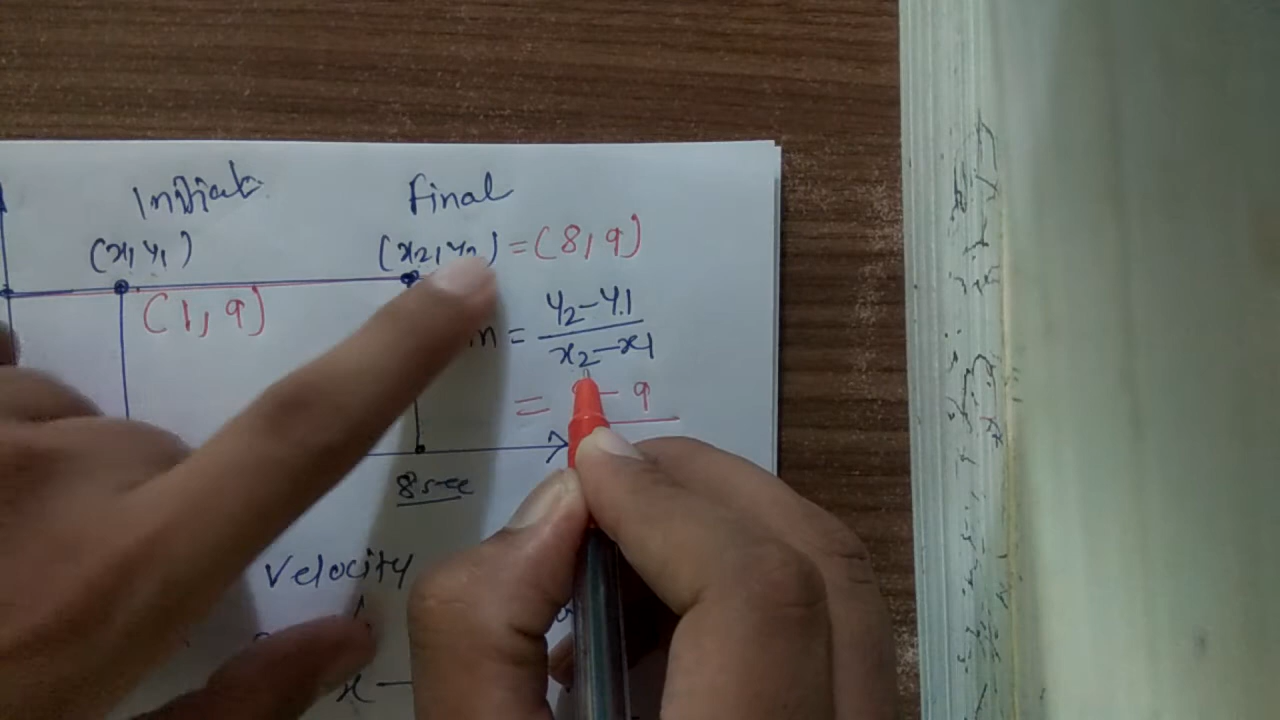 Initial Final
(x1, y1) (x2, y2) = (8, 9)
(1, 9)
m = y2 - y1 / x2 - x1
= - 9
8 sec
Velocity
x -